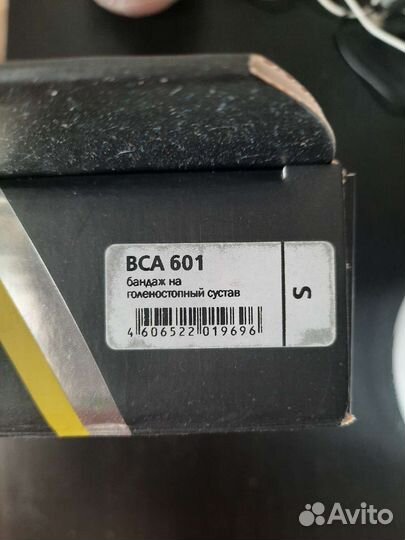 BCA 601
бандаж на
голеностопный сустав
S
4 606522 019696
Avito